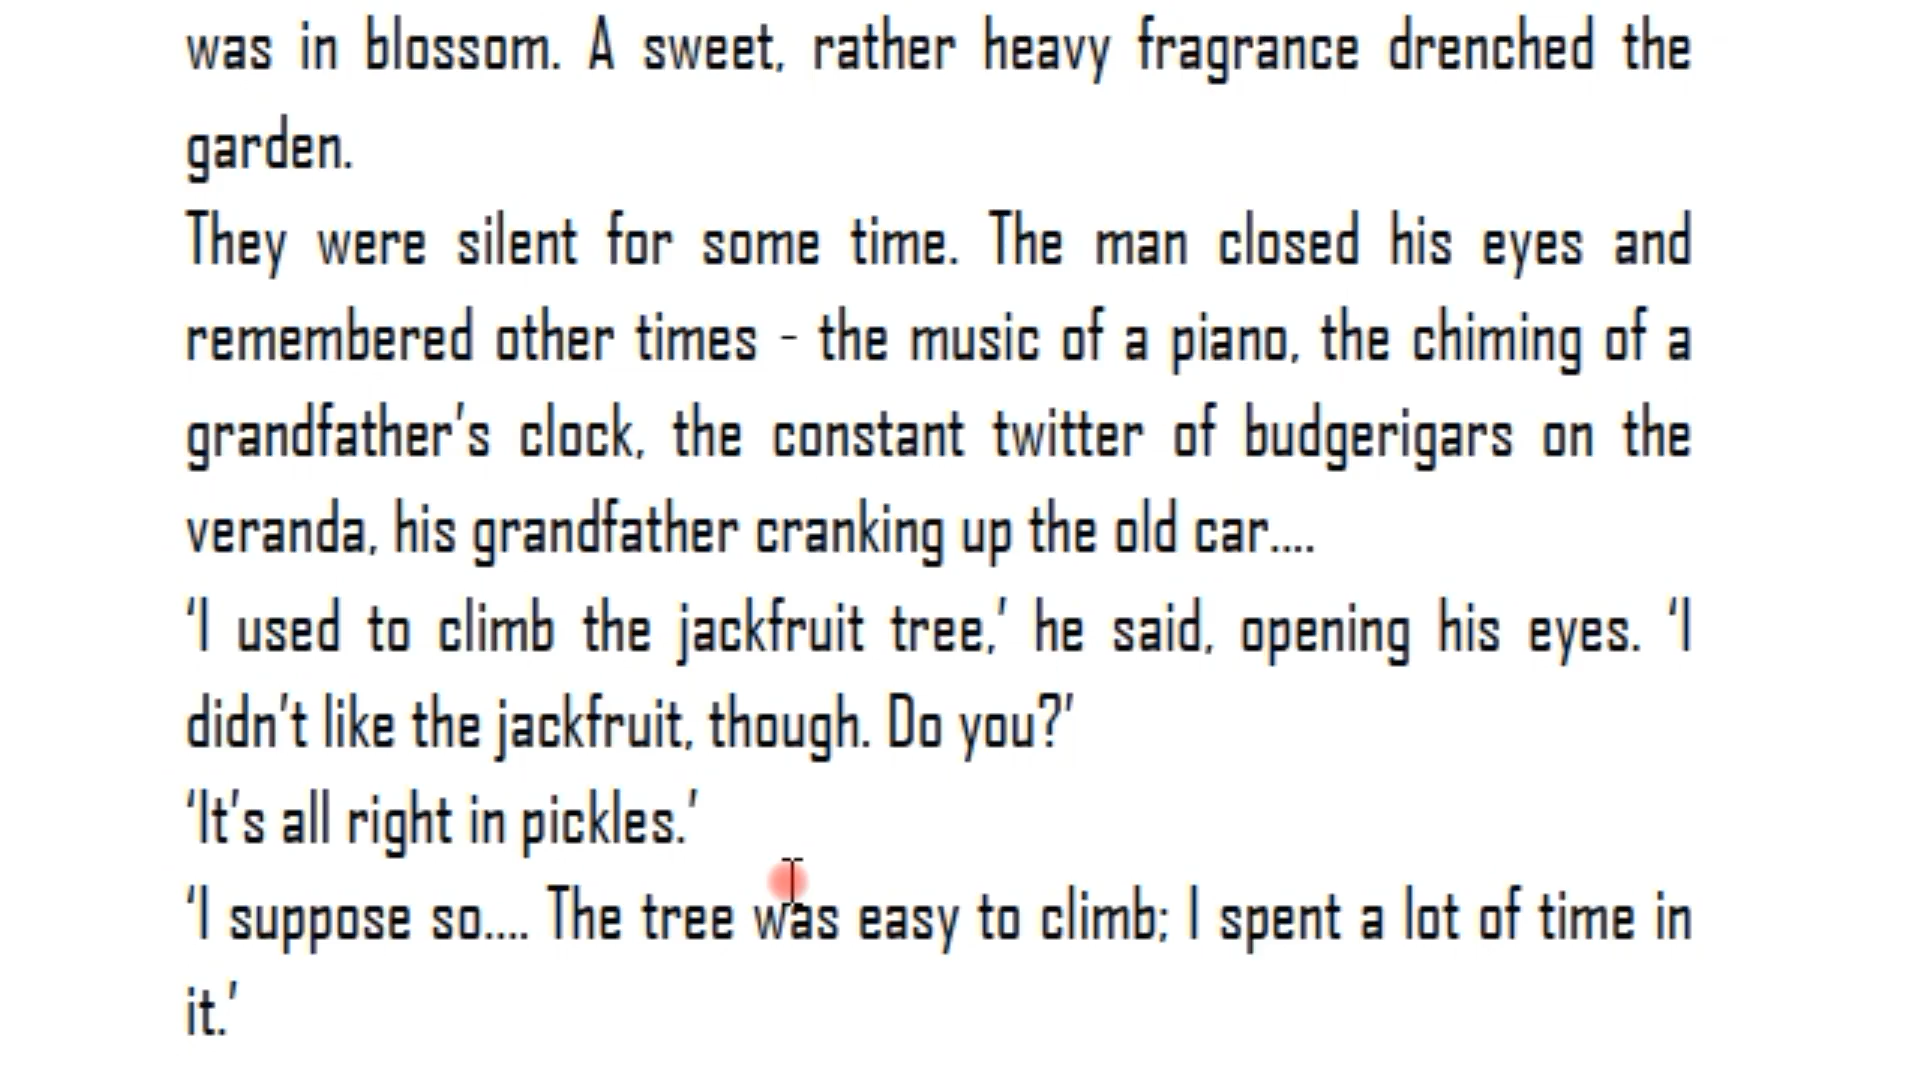 was in blossom. A sweet, rather heavy fragrance drenched the
garden.
They were silent for some time. The man closed his eyes and
remembered other times - the music of a piano, the chiming of a
grandfather's clock, the constant twitter of budgerigars on the
veranda, his grandfather cranking up the old car....
‘I used to climb the jackfruit tree,’ he said, opening his eyes. ‘I
didn't like the jackfruit, though. Do you?’
‘It's all right in pickles.’
‘I suppose so.... The tree was easy to climb; I spent a lot of time in
it.’